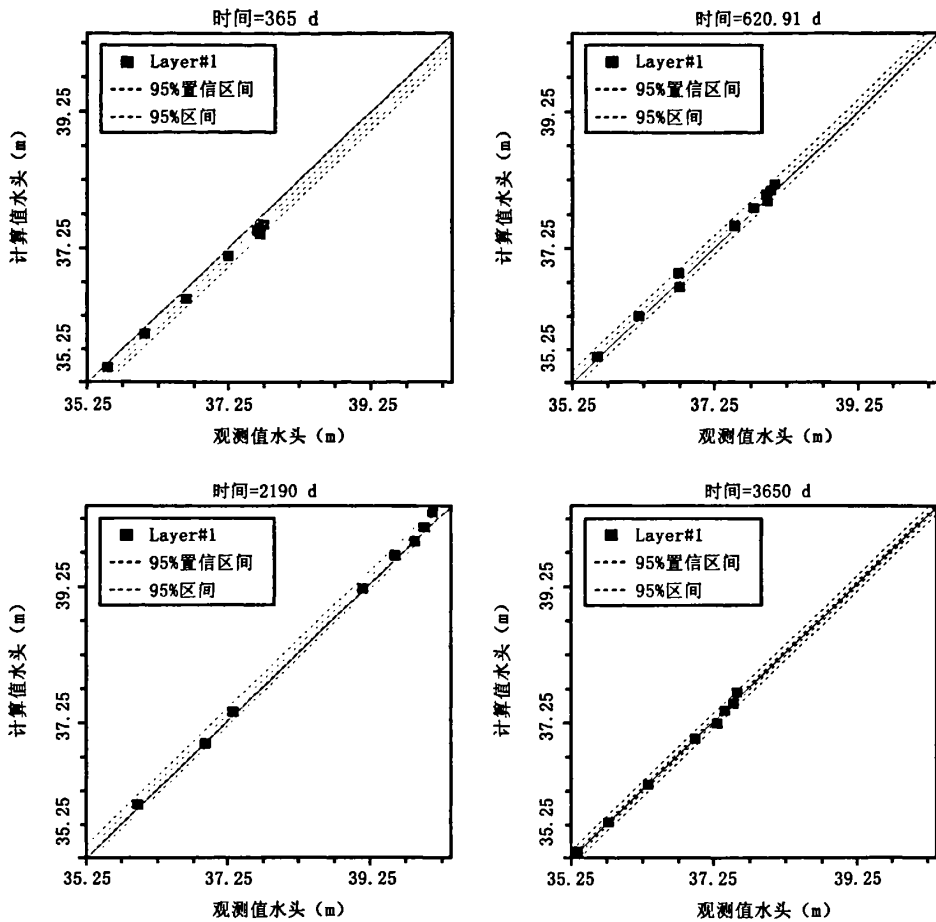 时间=365 d
Layer#1
95%置信区间
95%区间
计算值水头（m）
39.25
37.25
35.25
35.25
37.25
39.25
观测值水头（m）
时间=620.91 d
Layer#1
95%置信区间
95%区间
计算值水头（m）
39.25
37.25
35.25
35.25
37.25
39.25
观测值水头（m）
时间=2190 d
Layer#1
95%置信区间
95%区间
计算值水头（m）
39.25
37.25
35.25
35.25
37.25
39.25
观测值水头（m）
时间=3650 d
Layer#1
95%置信区间
95%区间
计算值水头（m）
39.25
37.25
35.25
35.25
37.25
39.25
观测值水头（m）